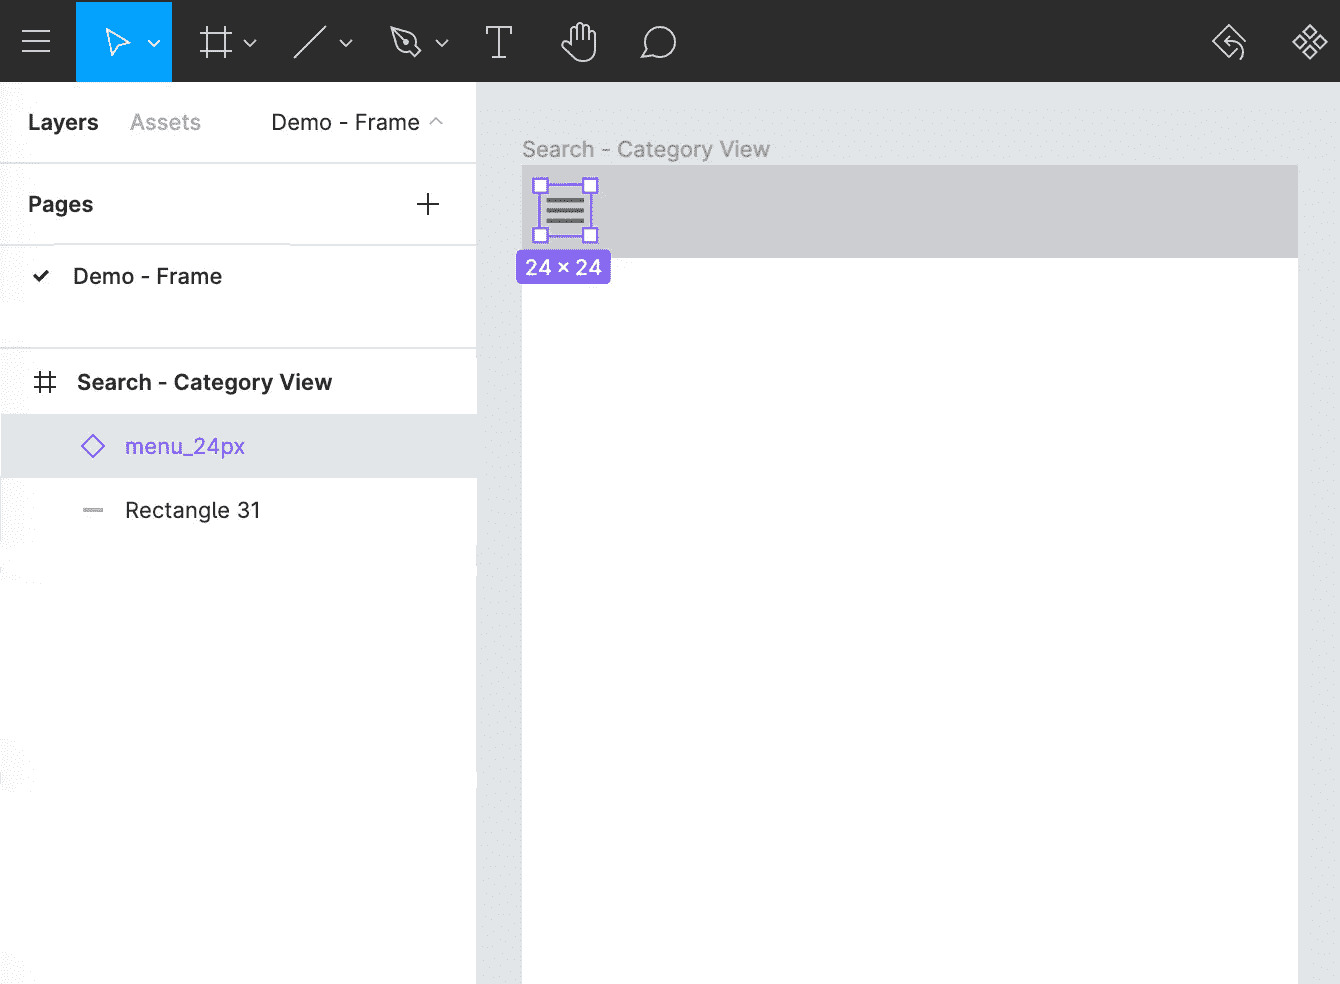 Layers Assets Demo - Frame
Search - Category View
Pages
24 × 24
Demo - Frame
Search - Category View
menu_24px
Rectangle 31